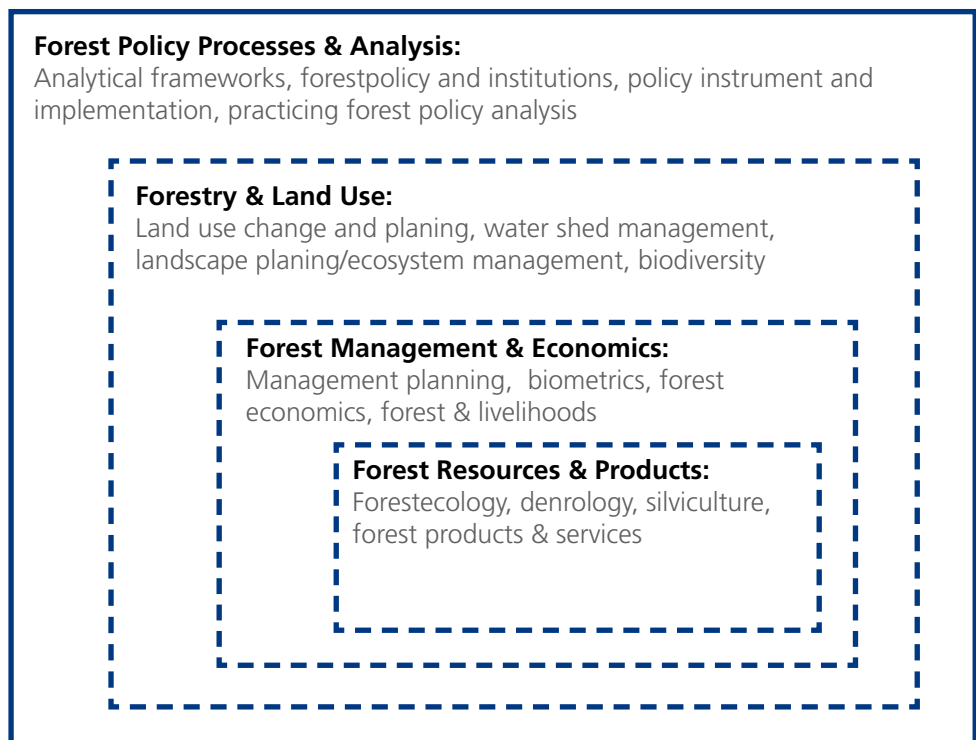 Forest Policy Processes & Analysis:
Analytical frameworks, forestpolicy and institutions, policy instrument and
implementation, practicing forest policy analysis
Forestry & Land Use:
Land use change and planing, water shed management,
landscape planing/ecosystem management, biodiversity
Forest Management & Economics:
Management planning,  biometrics, forest
economics, forest & livelihoods
Forest Resources & Products:
Forestecology, denrology, silviculture,
forest products & services